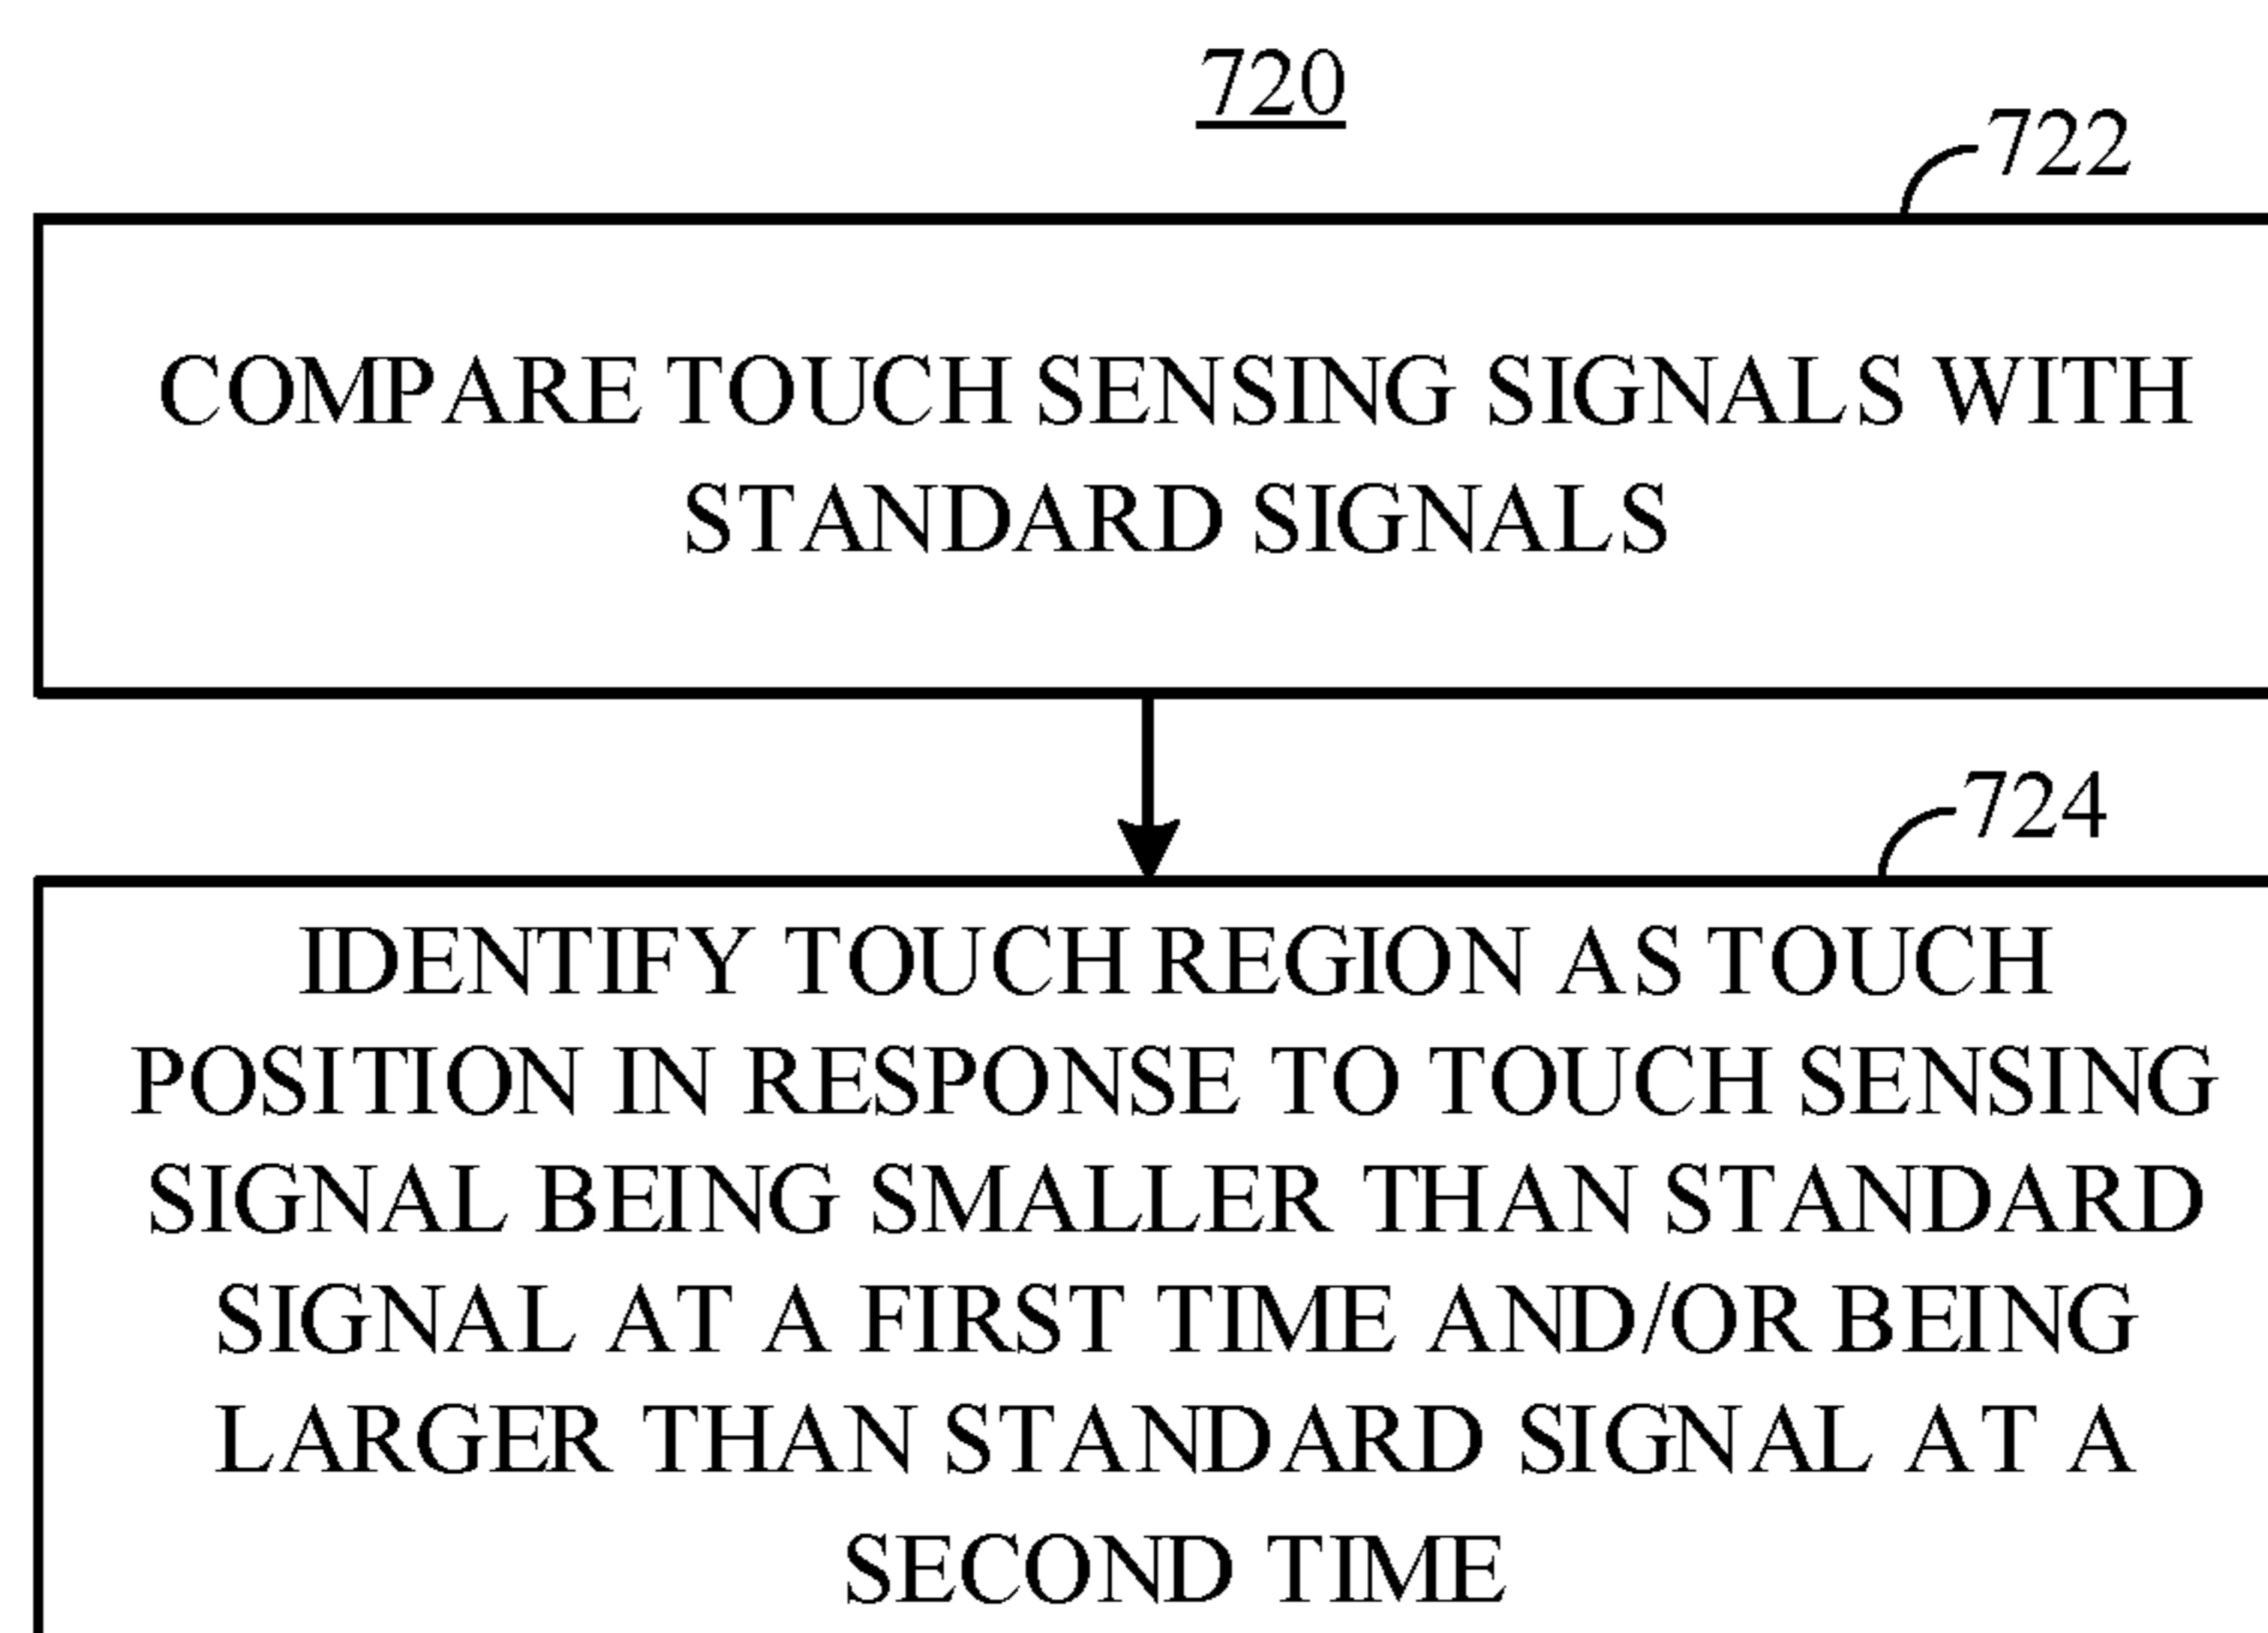 720
722
COMPARE TOUCH SENSING SIGNALS WITH
STANDARD SIGNALS
724
IDENTIFY TOUCH REGION AS TOUCH
POSITION IN RESPONSE TO TOUCH SENSING
SIGNAL BEING SMALLER THAN STANDARD
SIGNAL AT A FIRST TIME AND/OR BEING
LARGER THAN STANDARD SIGNAL AT A
SECOND TIME